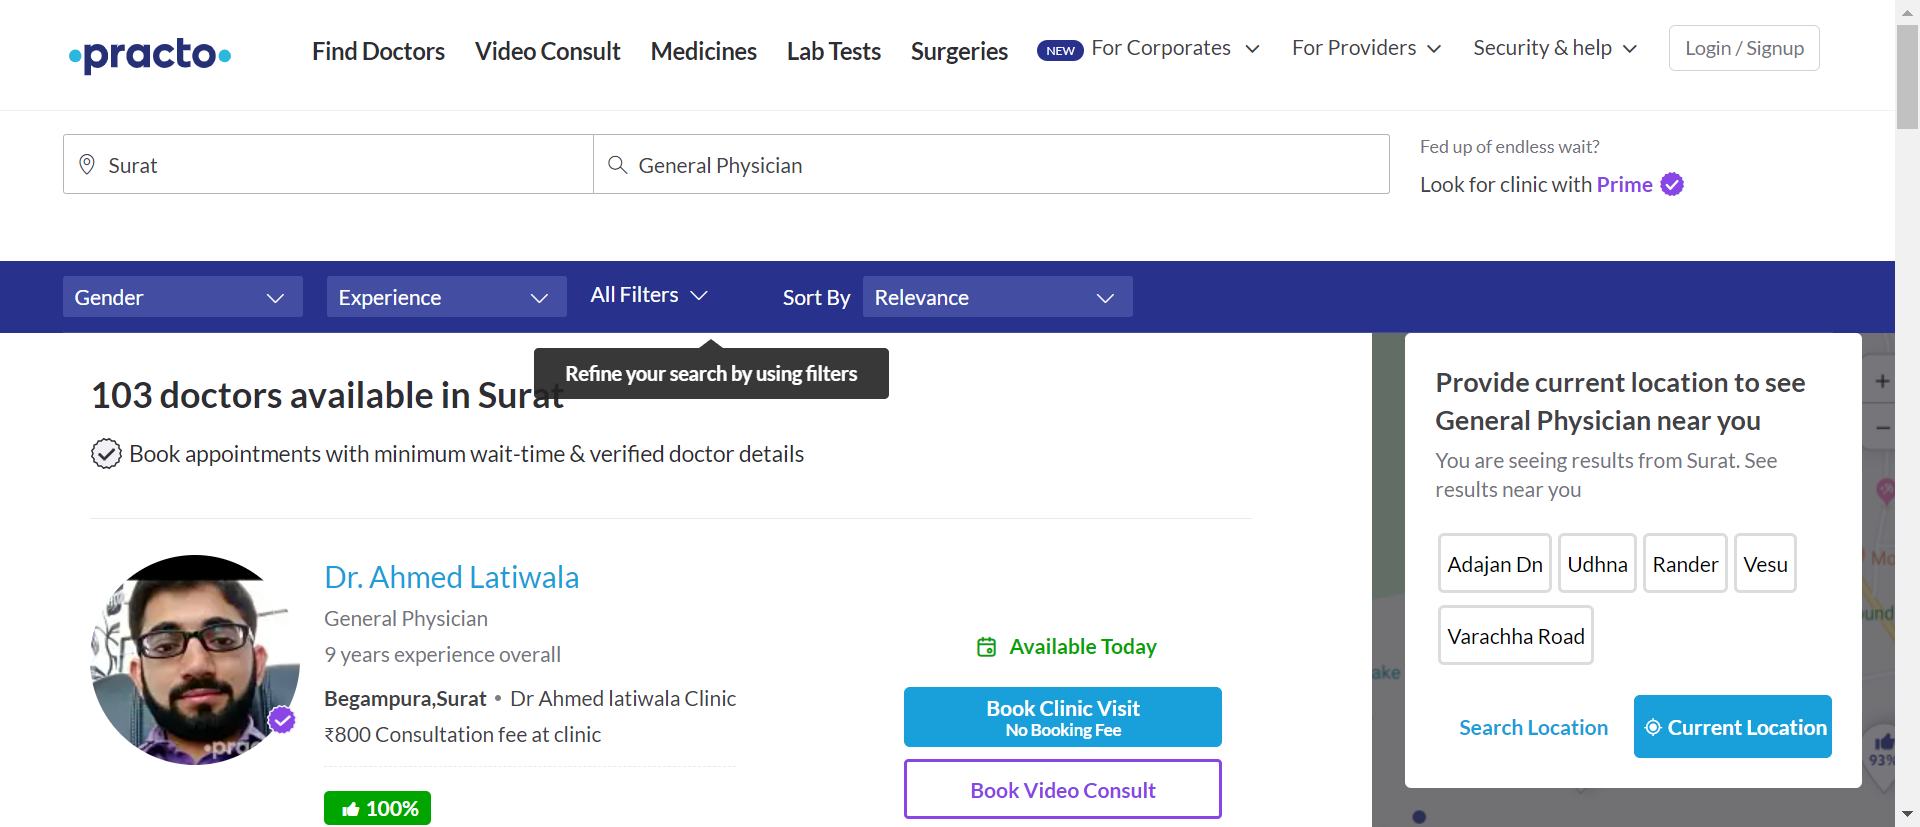 practo
Find Doctors
Video Consult
Medicines
Lab Tests
Surgeries
NEW For Corporates
For Providers
Security & help
Login / Signup
Surat
General Physician
Fed up of endless wait?
Look for clinic with Prime
Gender
Experience
All Filters
Sort By
Relevance
Refine your search by using filters
103 doctors available in Surat
Book appointments with minimum wait-time & verified doctor details
Dr. Ahmed Latiwala
General Physician
9 years experience overall
Begampura,Surat • Dr Ahmed latiwala Clinic
₹800 Consultation fee at clinic
100%
Available Today
Book Clinic Visit
No Booking Fee
Book Video Consult
Provide current location to see
General Physician near you
You are seeing results from Surat. See
results near you
Adajan Dn
Udhna
Rander
Vesu
Varachha Road
Search Location
Current Location
93%